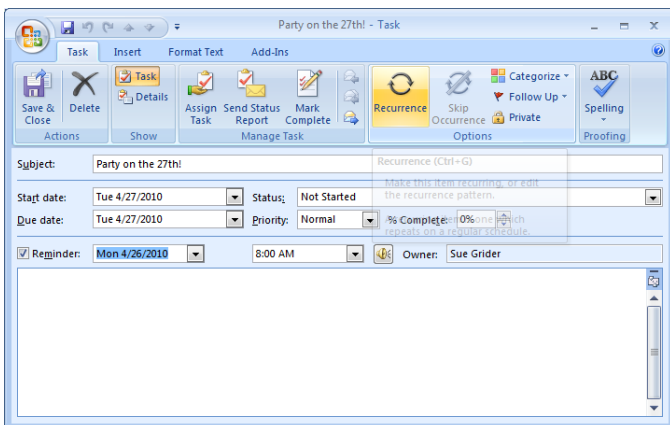 Party on the 27th! - Task
Task Insert Format Text Add-Ins
Save & Close
Delete
Task
Details
Assign Task
Send Status Report
Mark Complete
Recurrence
Skip Occurrence
Categorize
Follow Up
Private
ABC
Spelling
Actions Show Manage Task Options Proofing
Recurrence (Ctrl+G)
Make this item recurring, or edit
the recurrence pattern.
Subject: Party on the 27th!
Start date: Tue 4/27/2010 Status: Not Started
Due date: Tue 4/27/2010 Priority: Normal % Complete: 0%
which
repeats on a regular schedule.
Reminder: Mon 4/26/2010 8:00 AM Owner: Sue Grider